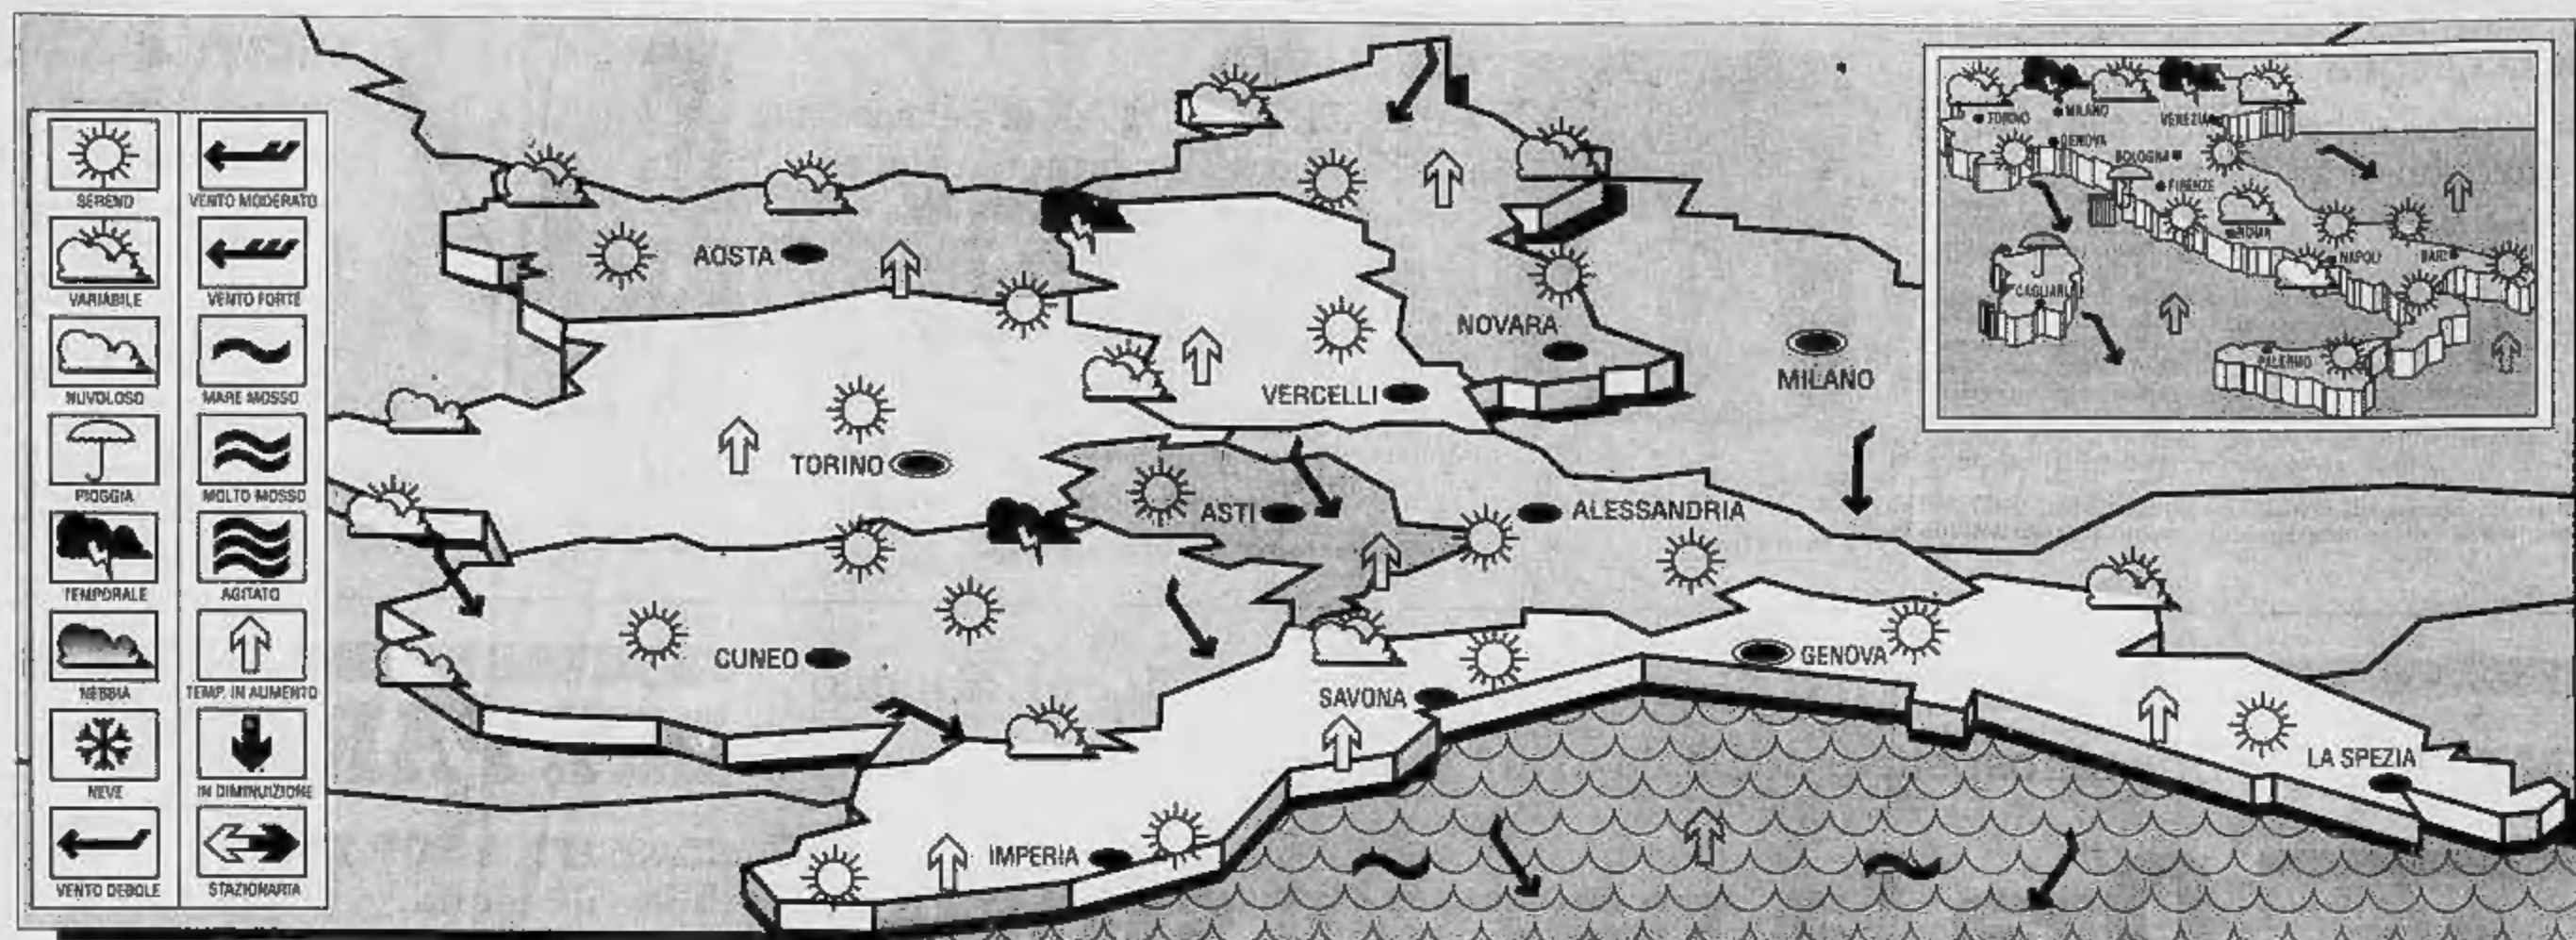 SERENO
VENTO MODERATO
VARIABILE
VENTO FORTE
NUVOLOSO
MARE MOSSO
PIOGGIA
MOLTO MOSSO
TEMPORALE
AGITATO
NEBBIA
TEMP. IN AUMENTO
NEVE
IN DIMINUIZIONE
VENTO DEBOLE
STAZIONARIA
AOSTA
NOVARA
VERCELLI
MILANO
TORINO
ASTI
ALESSANDRIA
CUNEO
GENOVA
SAVONA
LA SPEZIA
IMPERIA
TORINO
MILANO
VENEZIA
GENOVA
BOLOGNA
FIRENZE
ROMA
NAPOLI
BARI
CAGLIARI
PALERMO